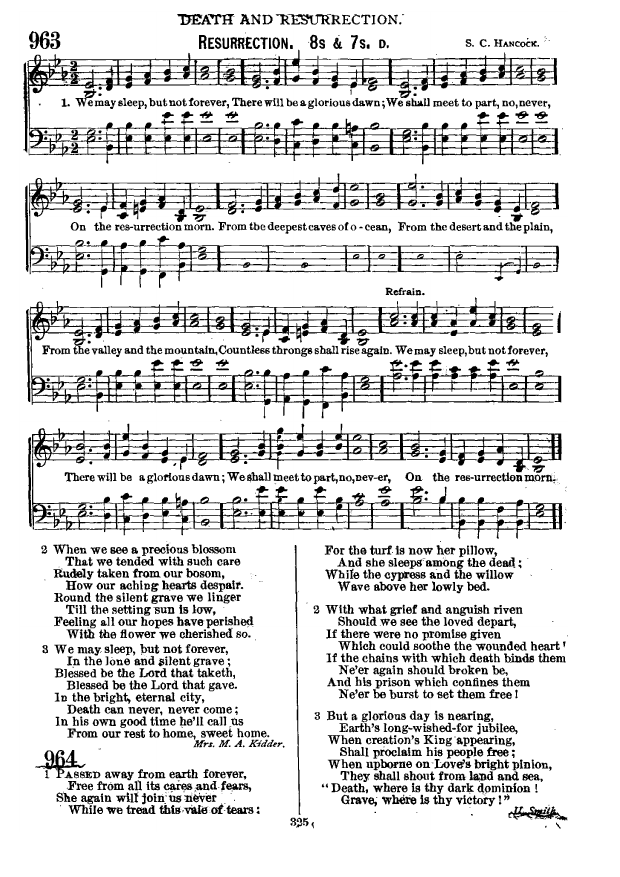 DEATH AND RESURRECTION.
963
RESURRECTION. 8s & 7s. D.
S. C. HANCOCK.
1. We may sleep, but not forever, There will be a glorious dawn; We shall meet to part, no, never,
On the res-urrection morn. From the deepest caves of o-cean, From the desert and the plain,
Refrain.
From the valley and the mountain, Countless throngs shall rise again. We may sleep, but not forever,
There will be a glorious dawn; We shall meet to part, no, nev-er, On the res-urrection morn.
2 When we see a precious blossom
That we tended with such care
Rudely taken from our bosom,
How our aching hearts despair.
Round the silent grave we linger
Till the setting sun is low,
Feeling all our hopes have perished
With the flower we cherished so.
3 We may sleep, but not forever,
In the lone and silent grave;
Blessed be the Lord that taketh,
Blessed be the Lord that gave.
In the bright, eternal city,
Death can never, never come;
In his own good time he'll call us
From our rest to home, sweet home.
Mrs. M. A. Kidder.
964
1 PASSED away from earth forever,
Free from all its cares and fears,
She again will join us never
While we tread this vale of tears:
For the turf is now her pillow,
And she sleeps among the dead;
While the cypress and the willow
Wave above her lowly bed.
2 With what grief and anguish riven
Should we see the loved depart,
If there were no promise given
Which could soothe the wounded heart'
If the chains with which death binds them
Ne'er again should broken be,
And his prison which confines them
Ne'er be burst to set them free!
3 But a glorious day is nearing,
Earth's long-wished-for jubilee,
When creation's King appearing,
Shall proclaim his people free;
When upborne on Love's bright pinion,
They shall shout from land and sea,
"Death, where is thy dark dominion!
Grave, where is thy victory!"
U. Smith.
325